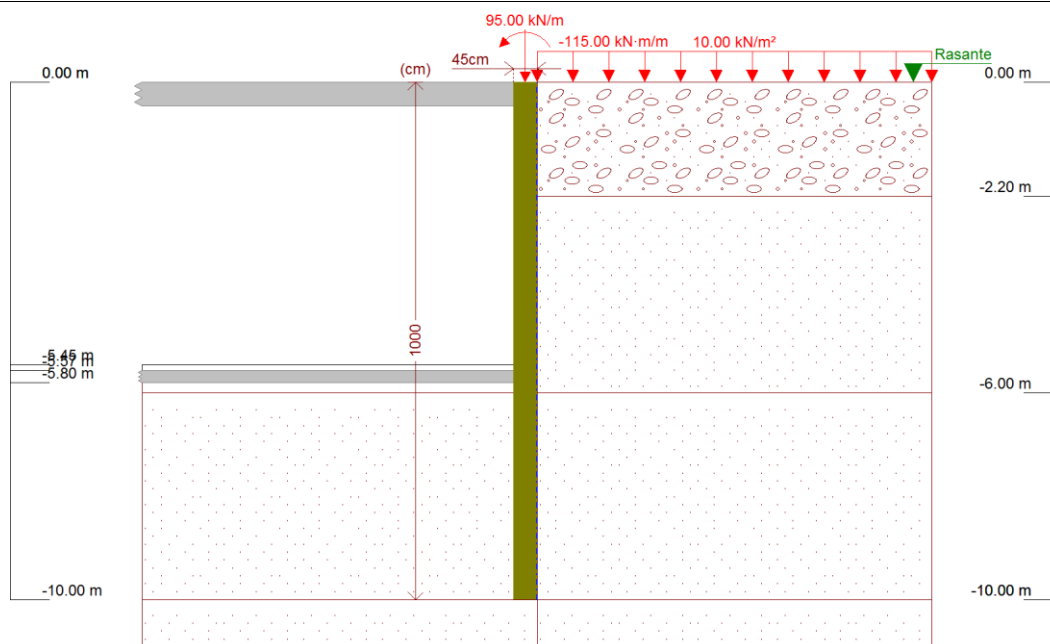 95.00 kN/m
-115.00 kN·m/m
10.00 kN/m²
45cm
Rasante
0.00 m
(cm)
0.00 m
-2.20 m
1000
-5.45 m
-5.57 m
-5.80 m
-6.00 m
-10.00 m
-10.00 m